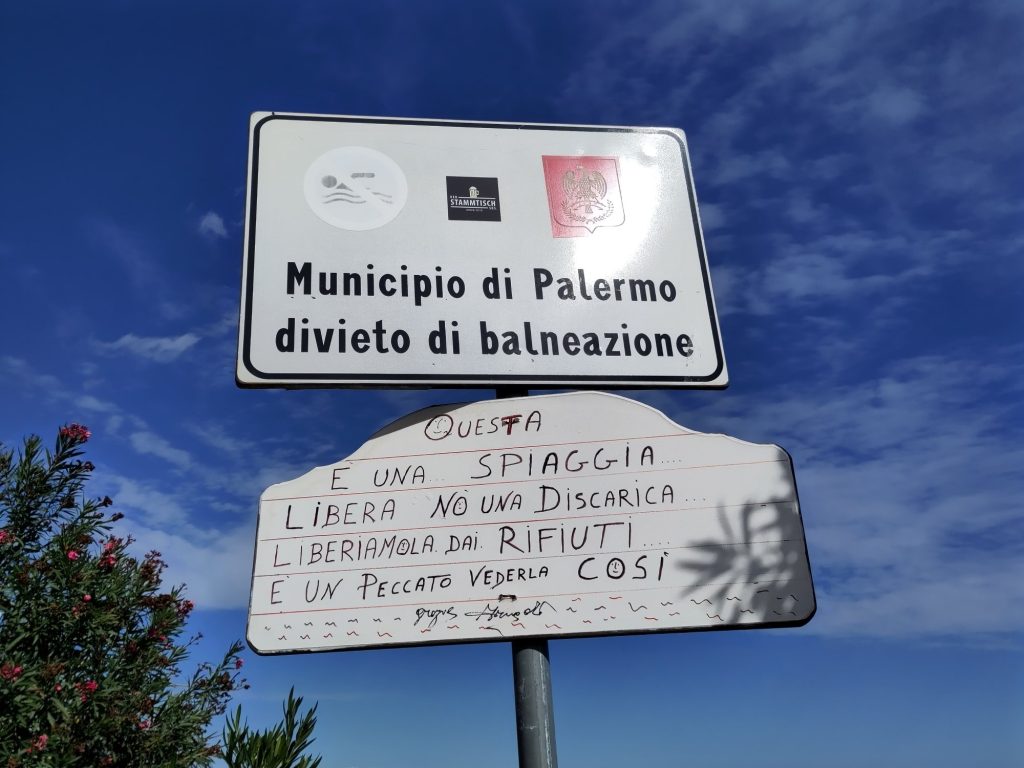 STAMMTISCH
Municipio di Palermo
divieto di balneazione
QUESTA
E UNA... SPIAGGIA....
LIBERA NO UNA DISCARICA...
LIBERIAMOLA. DAI. RIFIUTI....
E UN PECCATO VEDERLA COSÌ